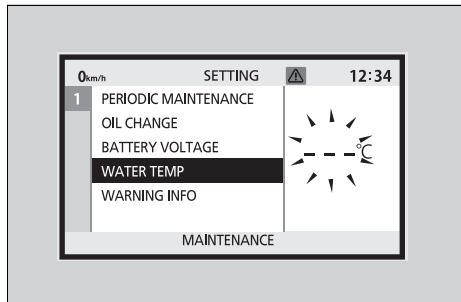 0km/h SETTING 12:34
1 PERIODIC MAINTENANCE
OIL CHANGE
BATTERY VOLTAGE
WATER TEMP
WARNING INFO
---°C
MAINTENANCE